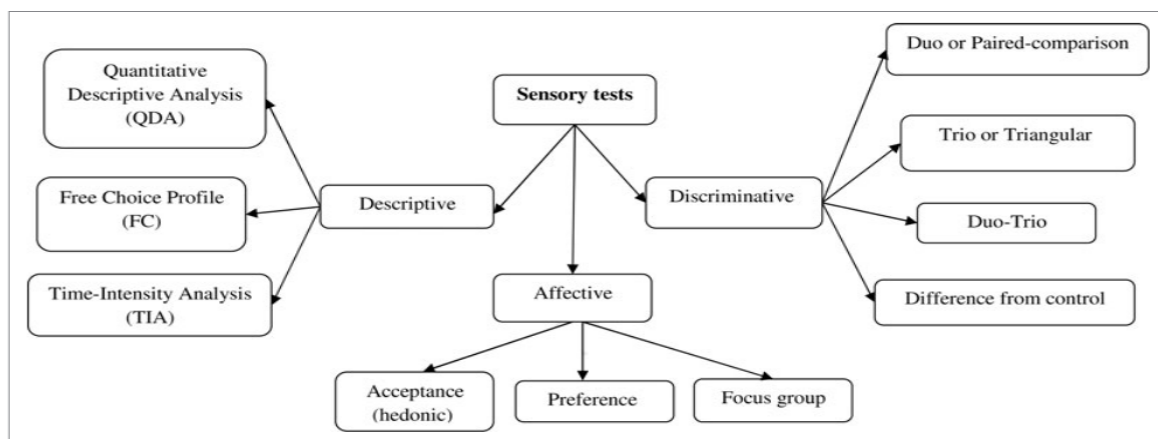 Sensory tests
Descriptive
Quantitative
Descriptive Analysis
(QDA)
Free Choice Profile
(FC)
Time-Intensity Analysis
(TIA)
Affective
Acceptance
(hedonic)
Preference
Focus group
Discriminative
Duo or Paired-comparison
Trio or Triangular
Duo-Trio
Difference from control